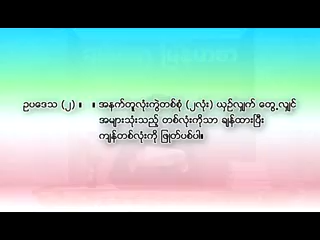 ဥပဒေသ (၂) ။ ။ အနက်တူလုံးကွဲတစ်စုံ (၂လုံး) ယှဉ်လျှက် တွေ့လျှင်
အများသုံးသည့် တစ်လုံးကိုသာ ချန်ထားပြီး
ကျန်တစ်လုံးကို ဖြုတ်ပစ်ပါ။